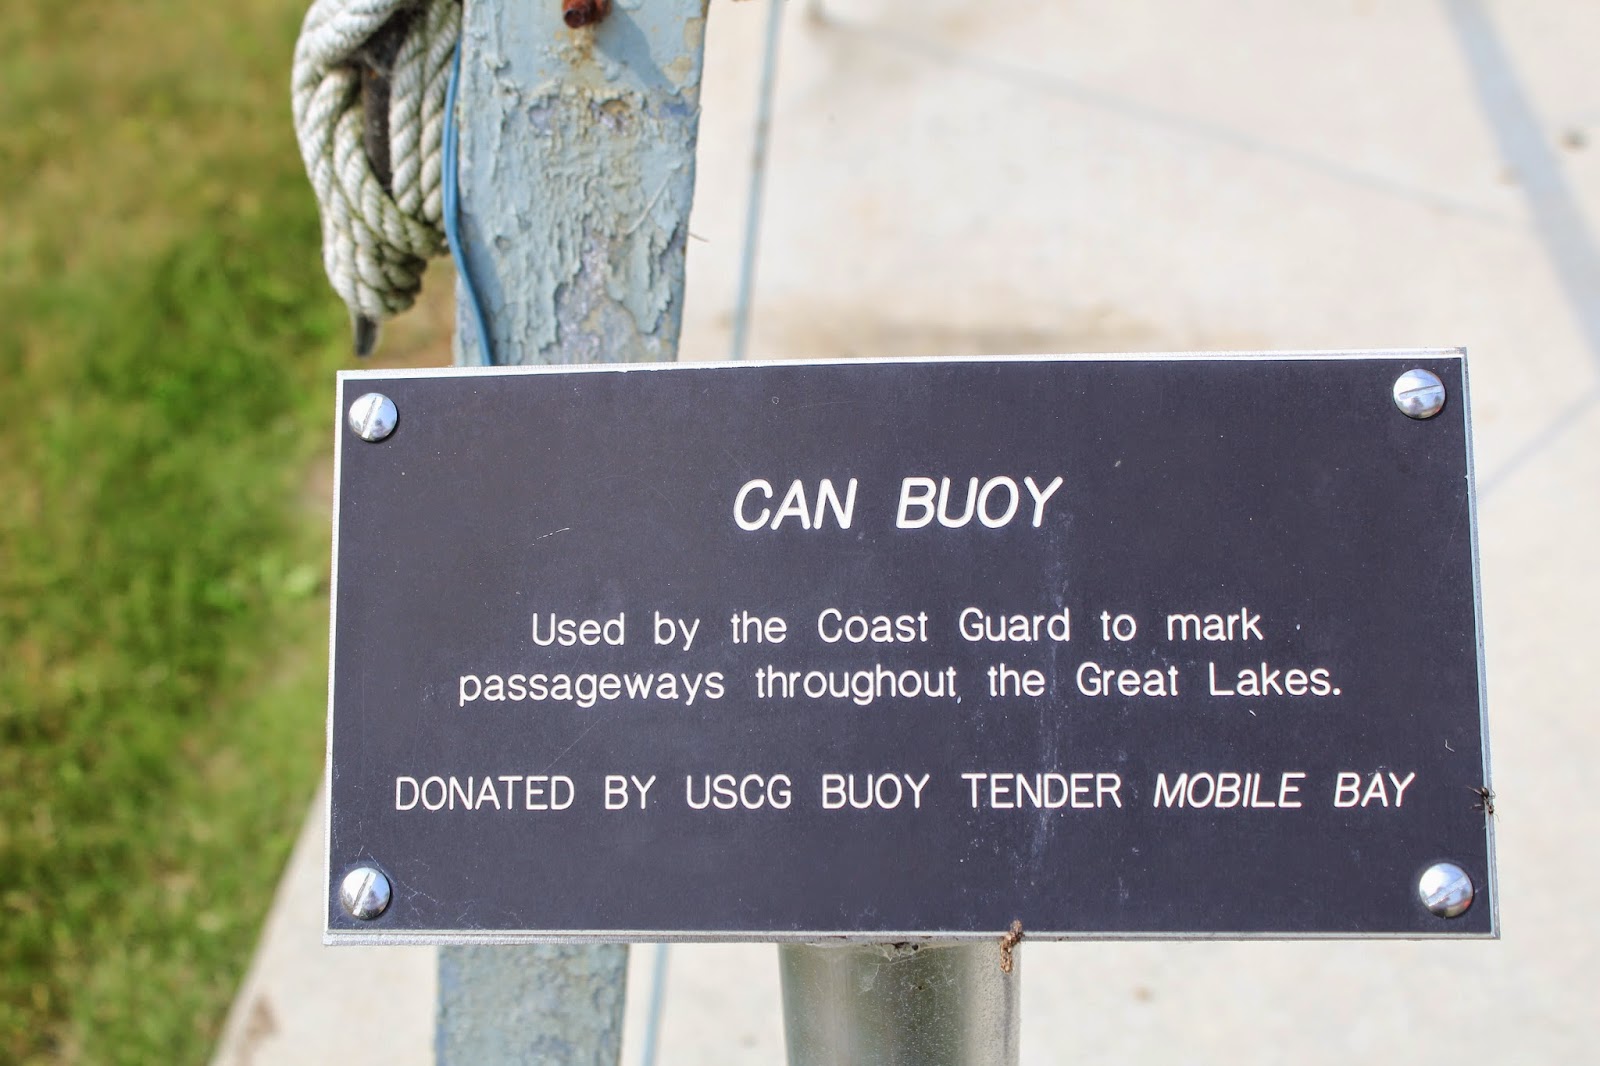 CAN BUOY
Used by the Coast Guard to mark
passageways throughout the Great Lakes.
DONATED BY USCG BUOY TENDER MOBILE BAY